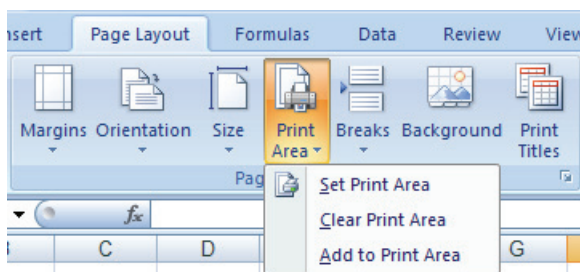 nsert Page Layout Formulas Data Review View
Margins Orientation Size Print Area Breaks Background Print Titles
Pag
Set Print Area
fx
Clear Print Area
C D G
Add to Print Area